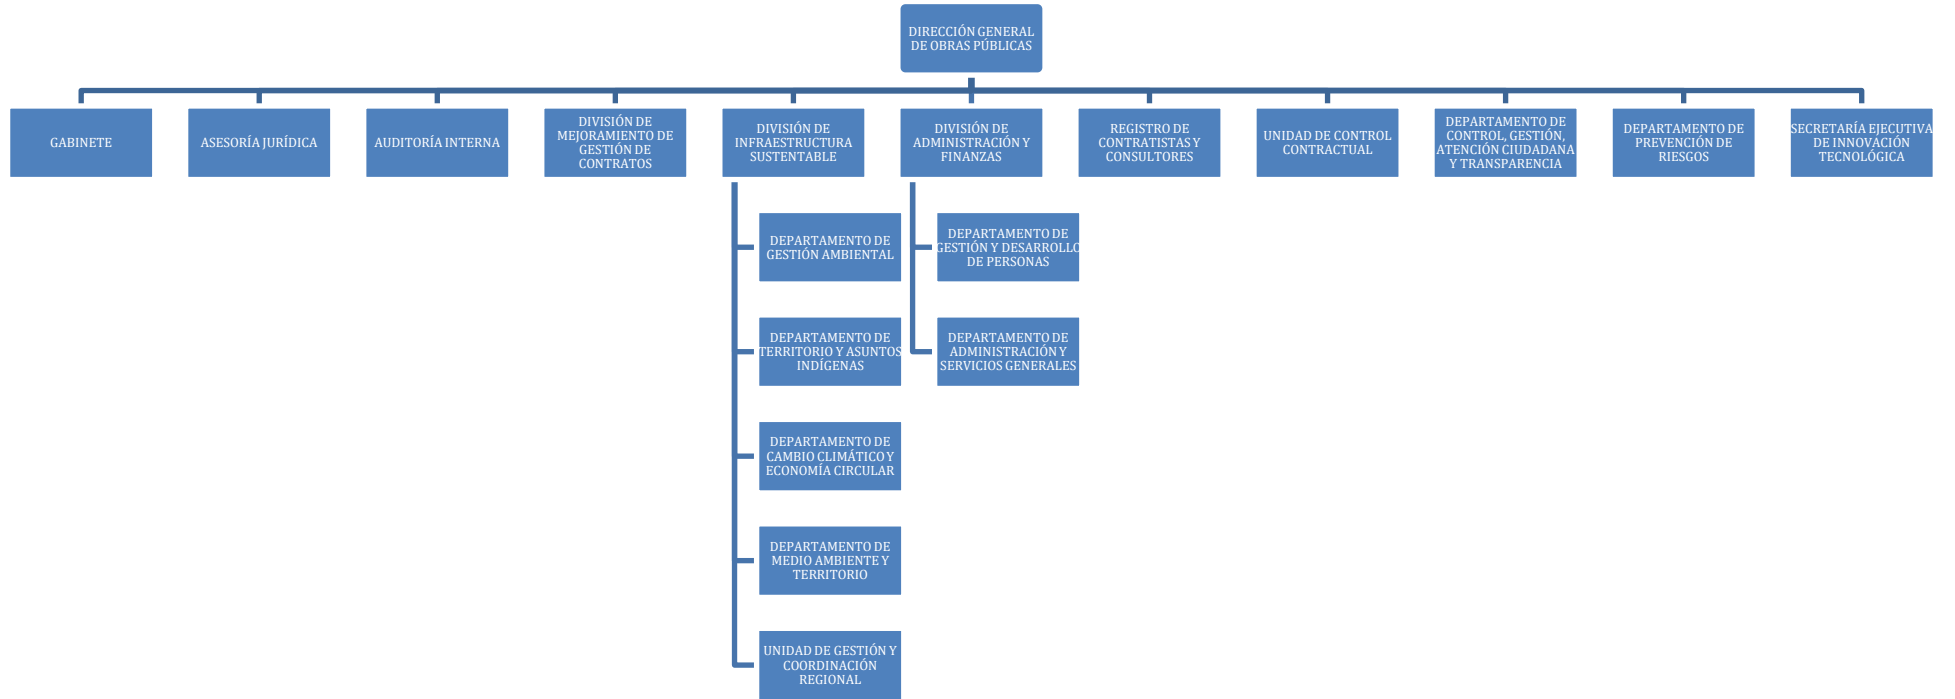 DIRECCIÓN GENERAL
DE OBRAS PÚBLICAS
GABINETE
ASESORÍA JURÍDICA
AUDITORÍA INTERNA
DIVISIÓN DE
MEJORAMIENTO DE
GESTIÓN DE
CONTRATOS
DIVISIÓN DE
INFRAESTRUCTURA
SUSTENTABLE
DIVISIÓN DE
ADMINISTRACIÓN Y
FINANZAS
REGISTRO DE
CONTRATISTAS Y
CONSULTORES
UNIDAD DE CONTROL
CONTRACTUAL
DEPARTAMENTO DE
CONTROL, GESTIÓN,
ATENCIÓN CIUDADANA
Y TRANSPARENCIA
DEPARTAMENTO DE
PREVENCIÓN DE
RIESGOS
SECRETARÍA EJECUTIVA
DE INNOVACIÓN
TECNOLÓGICA
DEPARTAMENTO DE
GESTIÓN AMBIENTAL
DEPARTAMENTO DE
TERRITORIO Y ASUNTOS
INDÍGENAS
DEPARTAMENTO DE
CAMBIO CLIMÁTICO Y
ECONOMÍA CIRCULAR
DEPARTAMENTO DE
MEDIO AMBIENTE Y
TERRITORIO
UNIDAD DE GESTIÓN Y
COORDINACIÓN
REGIONAL
DEPARTAMENTO DE
GESTIÓN Y DESARROLLO
DE PERSONAS
DEPARTAMENTO DE
ADMINISTRACIÓN Y
SERVICIOS GENERALES